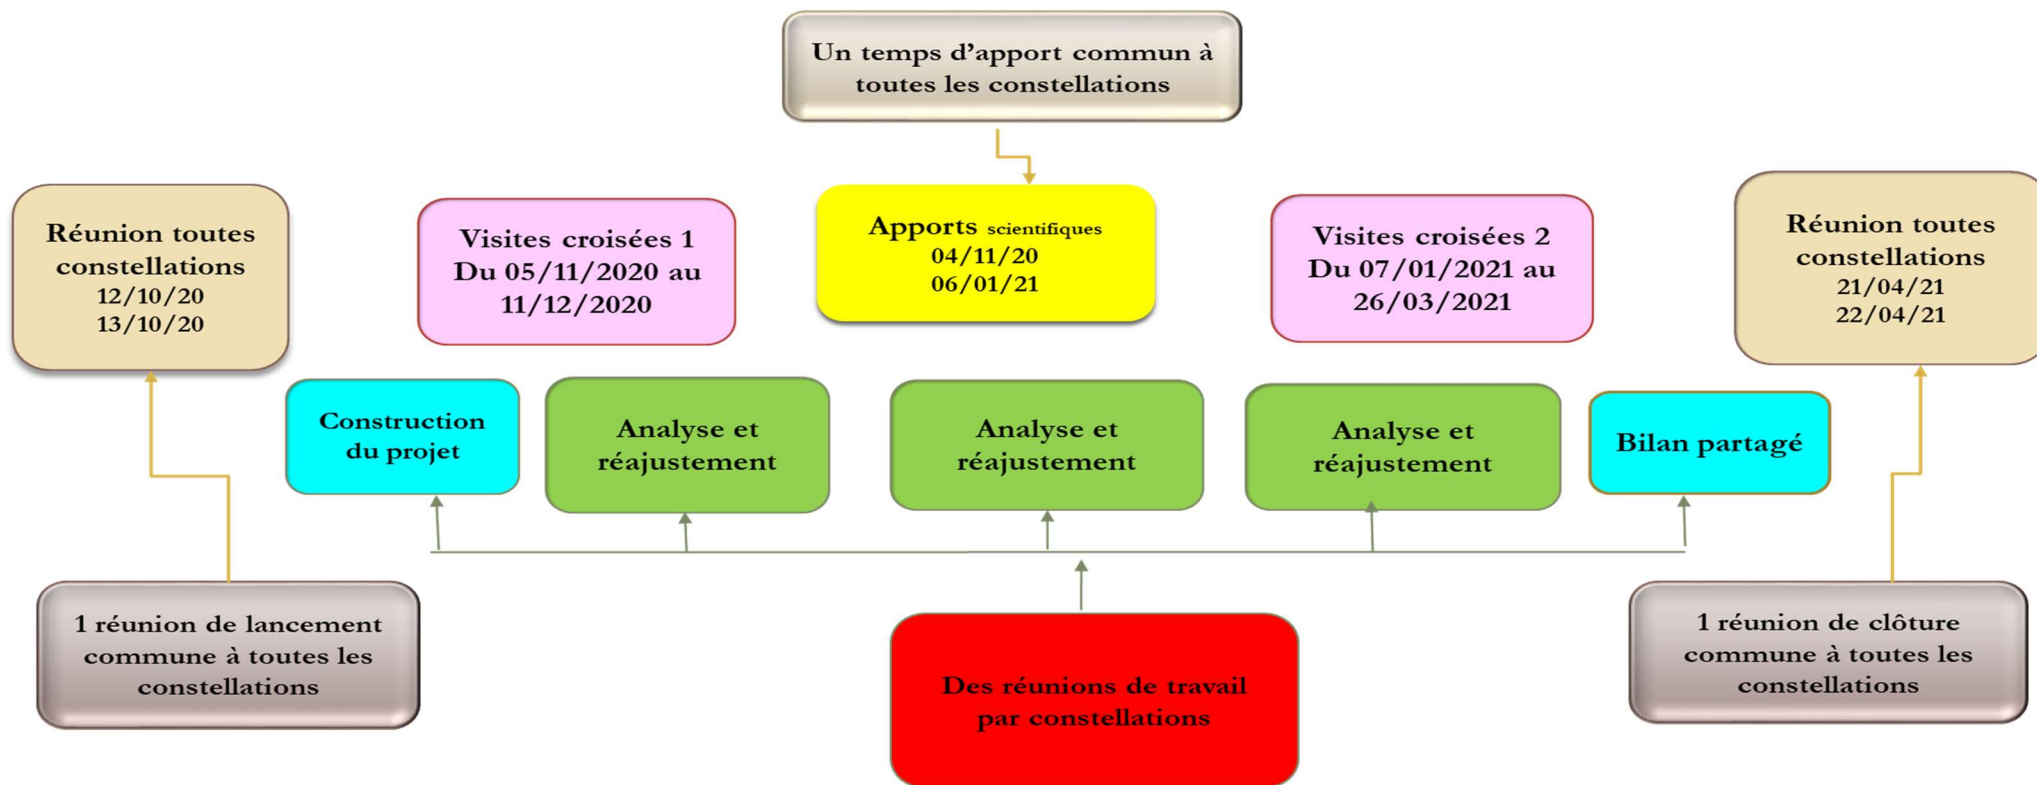 Un temps d'apport commun à
toutes les constellations
Réunion toutes
constellations
12/10/20
13/10/20
Visites croisées 1
Du 05/11/2020 au
11/12/2020
Apports scientifiques
04/11/20
06/01/21
Visites croisées 2
Du 07/01/2021 au
26/03/2021
Réunion toutes
constellations
21/04/21
22/04/21
Construction
du projet
Analyse et
réajustement
Analyse et
réajustement
Analyse et
réajustement
Bilan partagé
1 réunion de lancement
commune à toutes les
constellations
Des réunions de travail
par constellations
1 réunion de clôture
commune à toutes les
constellations